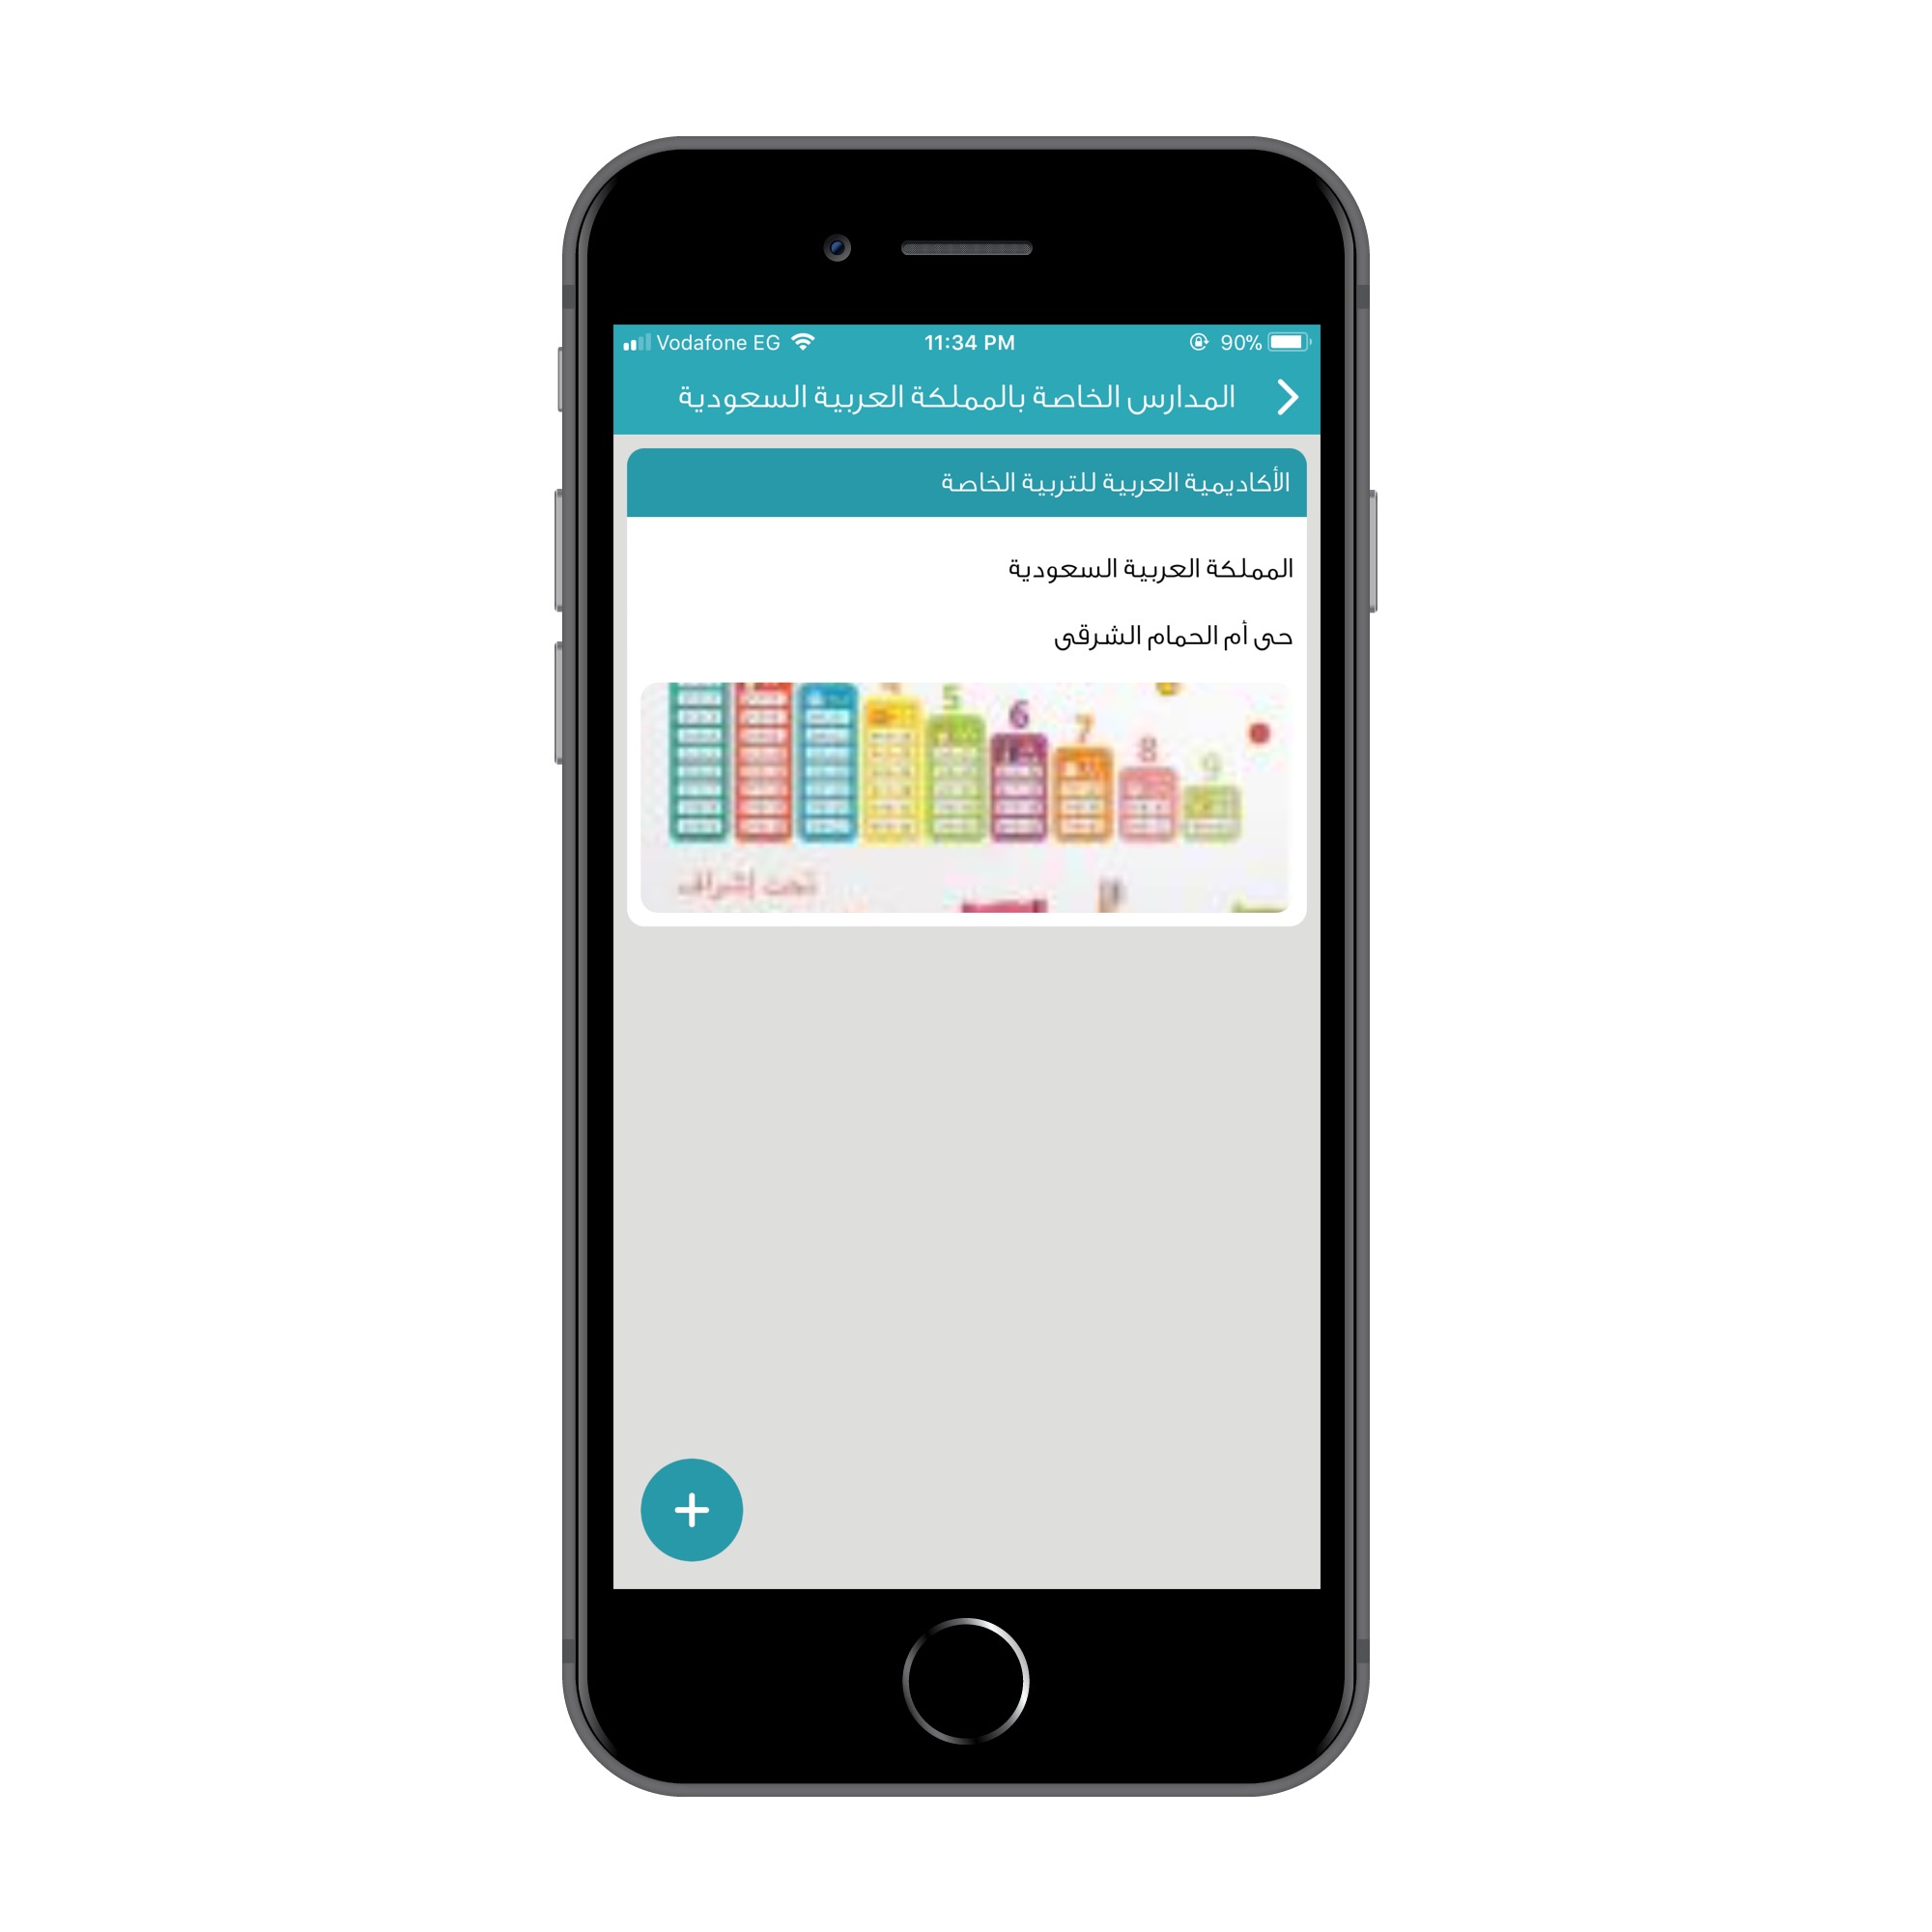 Vodafone EG 11:34 PM 90%
المدارس الخاصة بالمملكة العربية السعودية
الأكاديمية العربية للتربية الخاصة
المملكة العربية السعودية
حى أم الحمام الشرقى
5 6 7 8 9
تحت إشراف
+